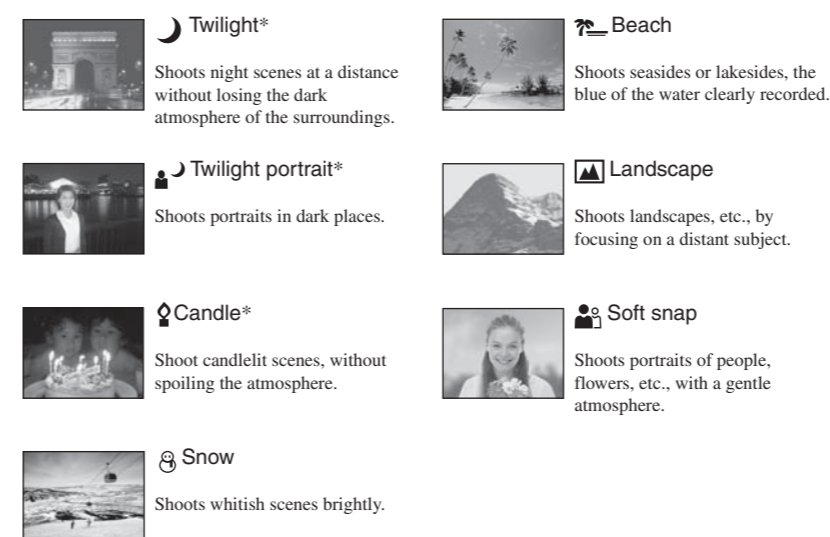 Twilight*
Shoots night scenes at a distance
without losing the dark
atmosphere of the surroundings.
Twilight portrait*
Shoots portraits in dark places.
Candle*
Shoot candlelit scenes, without
spoiling the atmosphere.
Snow
Shoots whitish scenes brightly.
Beach
Shoots seasides or lakesides, the
blue of the water clearly recorded.
Landscape
Shoots landscapes, etc., by
focusing on a distant subject.
Soft snap
Shoots portraits of people,
flowers, etc., with a gentle
atmosphere.